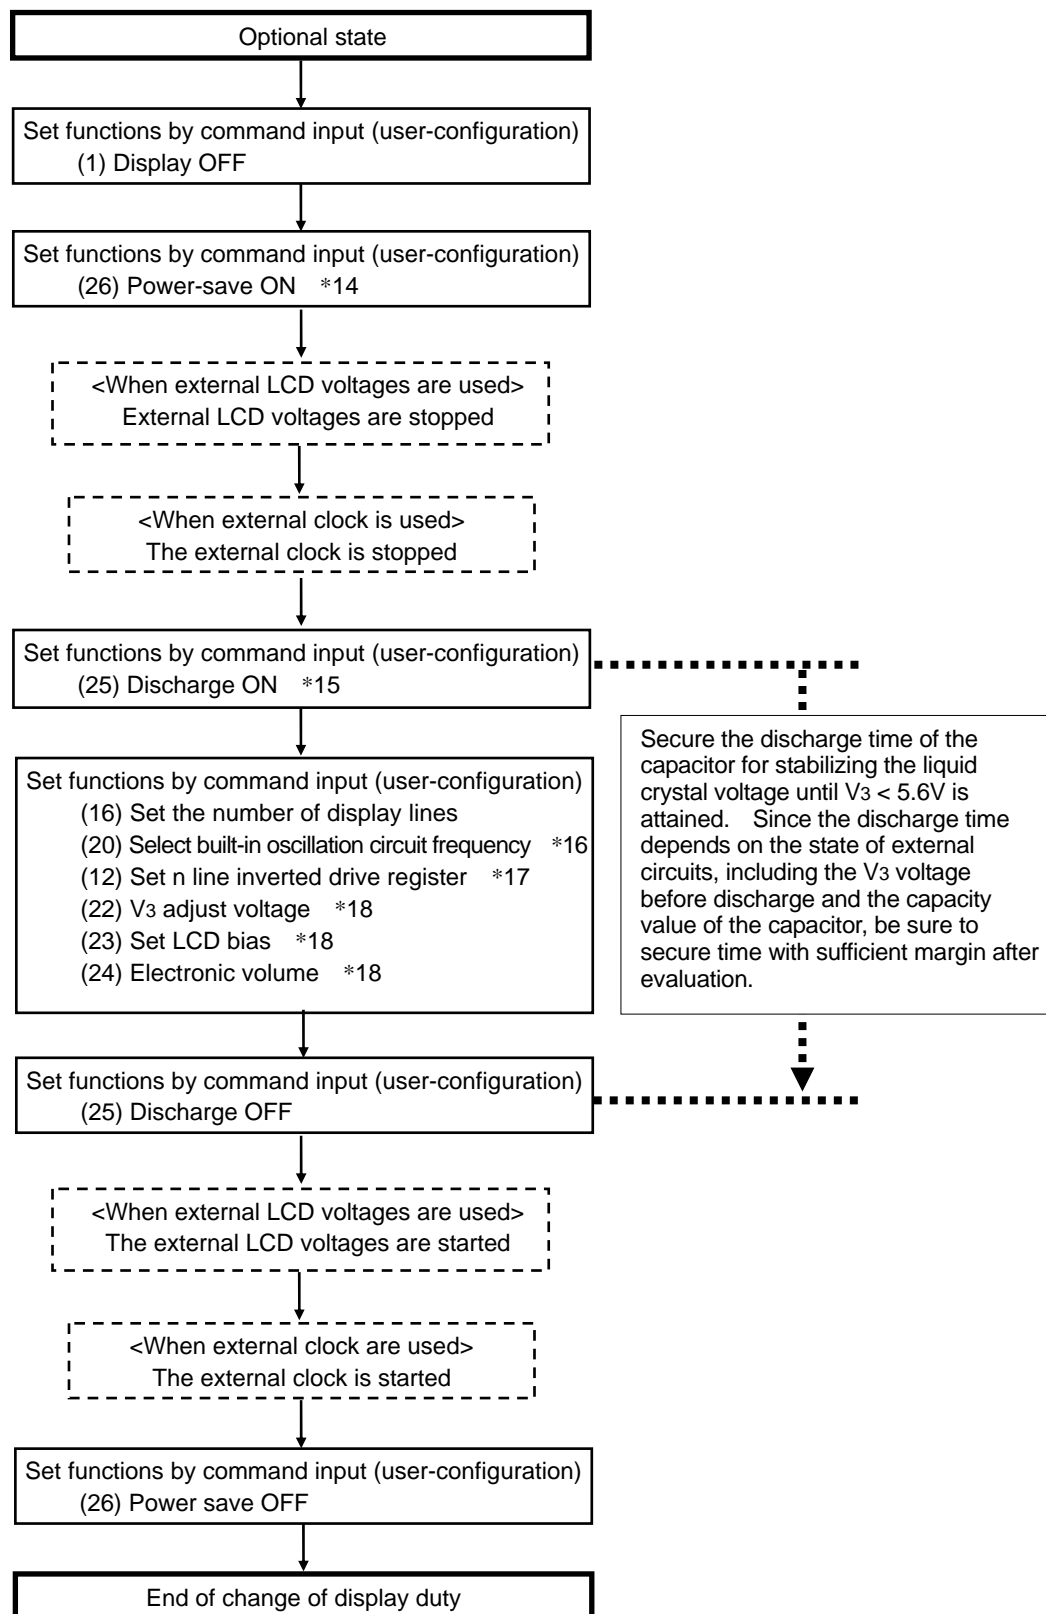 Optional state
Set functions by command input (user-configuration)
(1) Display OFF
Set functions by command input (user-configuration)
(26) Power-save ON *14
<When external LCD voltages are used>
External LCD voltages are stopped
<When external clock is used>
The external clock is stopped
Set functions by command input (user-configuration)
(25) Discharge ON *15
Set functions by command input (user-configuration)
(16) Set the number of display lines
(20) Select built-in oscillation circuit frequency *16
(12) Set n line inverted drive register *17
(22) V3 adjust voltage *18
(23) Set LCD bias *18
(24) Electronic volume *18
Secure the discharge time of the
capacitor for stabilizing the liquid
crystal voltage until V3 < 5.6V is
attained. Since the discharge time
depends on the state of external
circuits, including the V3 voltage
before discharge and the capacity
value of the capacitor, be sure to
secure time with sufficient margin after
evaluation.
Set functions by command input (user-configuration)
(25) Discharge OFF
<When external LCD voltages are used>
The external LCD voltages are started
<When external clock are used>
The external clock is started
Set functions by command input (user-configuration)
(26) Power save OFF
End of change of display duty